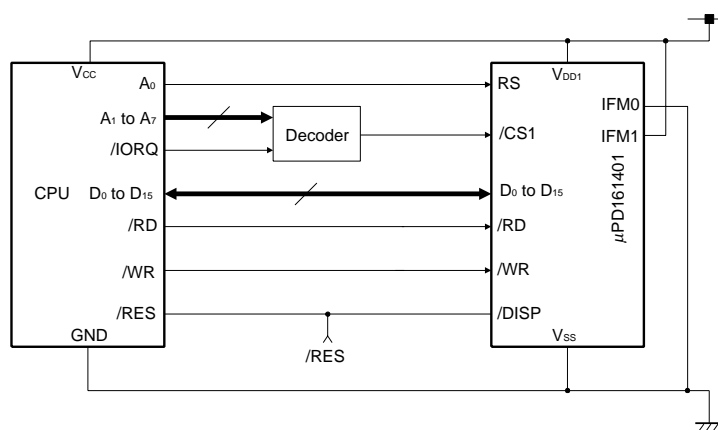 VCC
VDD1
A0
RS
IFM0
A1 to A7
Decoder
/CS1
IFM1
/IORQ
CPU
D0 to D15
D0 to D15
µPD161401
/RD
/RD
/WR
/WR
/RES
/DISP
GND
/RES
VSS